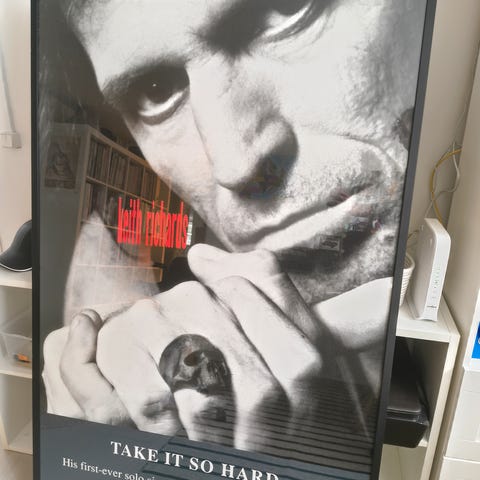 keith richards
TAKE IT SO HARD
His first-ever solo